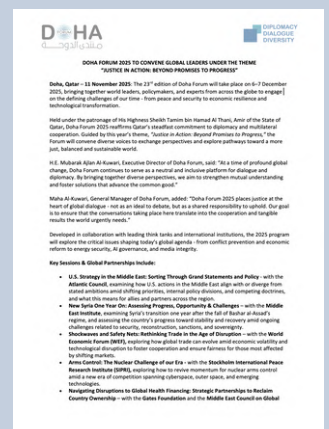 DOHA
منتدى الدوحة
DIPLOMACY
DIALOGUE
DIVERSITY
DOHA FORUM 2025 TO CONVENE GLOBAL LEADERS UNDER THE THEME
"JUSTICE IN ACTION: BEYOND PROMISES TO PROGRESS"
Doha, Qatar – 11 November 2025: The 23rd edition of Doha Forum will take place on 6–7 December
2025, bringing together world leaders, policymakers, and experts from across the globe to engage
on the defining challenges of our time - from peace and security to economic resilience and
technological transformation.
Held under the patronage of His Highness Sheikh Tamim bin Hamad Al Thani, Amir of the State of
Qatar, Doha Forum 2025 reaffirms Qatar's steadfast commitment to diplomacy and multilateral
cooperation. Guided by this year's theme, "Justice in Action: Beyond Promises to Progress," the
Forum will convene diverse voices to exchange perspectives and explore pathways toward a more
just, balanced and sustainable world.
H.E. Mubarak Ajlan Al-Kuwari, Executive Director of Doha Forum, said: "At a time of profound global
change, Doha Forum continues to serve as a neutral and inclusive platform for dialogue and
diplomacy. By bringing together diverse perspectives, we aim to strengthen mutual understanding
and foster solutions that advance the common good."
Maha Al-Kuwari, General Manager of Doha Forum, added: "Doha Forum 2025 places justice at the
heart of global dialogue - not as an ideal to debate, but as a shared responsibility to uphold. Our goal
is to ensure that the conversations taking place here translate into the cooperation and tangible
results the world urgently needs."
Developed in collaboration with leading think tanks and international institutions, the 2025 program
will explore the critical issues shaping today's global agenda - from conflict prevention and economic
reform to energy security, AI governance, and media integrity.
Key Sessions & Global Partnerships Include:
• U.S. Strategy in the Middle East: Sorting Through Grand Statements and Policy - with the
Atlantic Council, examining how U.S. actions in the Middle East align with or diverge from
stated ambitions amid shifting priorities, internal policy divisions, and competing doctrines,
and what this means for allies and partners across the region.
• New Syria One Year On: Assessing Progress, Opportunity & Challenges – with the Middle
East Institute, examining Syria's transition one year after the fall of Bashar al-Assad's
regime, and assessing the country's progress toward stability and recovery amid ongoing
challenges related to security, reconstruction, sanctions, and sovereignty.
• Shockwaves and Safety Nets: Rethinking Trade in the Age of Disruption – with the World
Economic Forum (WEF), exploring how global trade can evolve amid economic volatility and
technological disruption to foster cooperation and ensure fairness for those most affected
by shifting markets.
• Arms Control: The Nuclear Challenge of our Era - with the Stockholm International Peace
Research Institute (SIPRI), exploring how to revive momentum for nuclear arms control
amid a new era of competition spanning cyberspace, outer space, and emerging
technologies.
• Navigating Disruptions to Global Health Financing: Strategic Partnerships to Reclaim
Country Ownership – with the Gates Foundation and the Middle East Council on Global